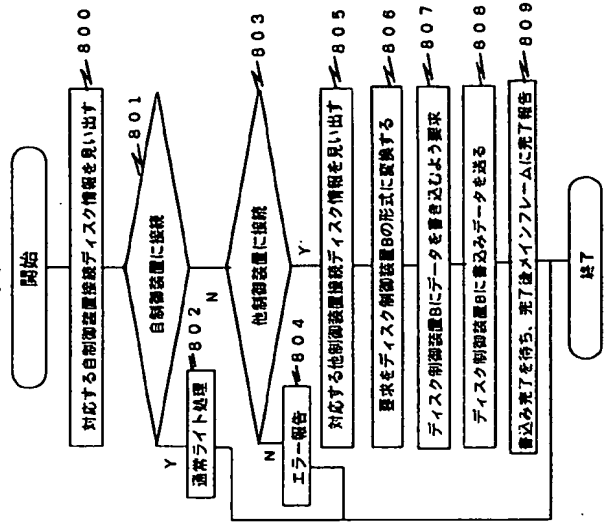 開始
対応する自制御装置接続ディスク情報を見い出す
800
801
自制御装置に接続
Y
N
802
通常ライト処理
803
他制御装置に接続
N
Y
804
エラー報告
対応する他制御装置接続ディスク情報を見い出す
805
要求をディスク制御装置Bの形式に変換する
806
ディスク制御装置Bにデータを書き込むよう要求
807
ディスク制御装置Bに書込みデータを送る
808
書込み完了を待ち、完了後メインフレームに完了報告
809
終了